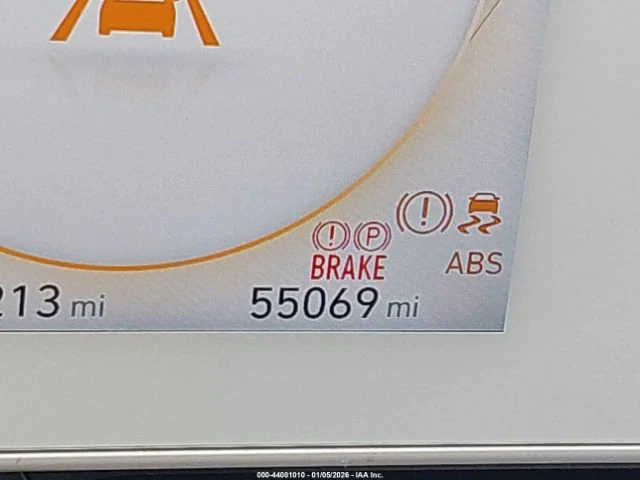 BRAKE
ABS
213 mi
55069 mi
000-44081010 - 01/05/2026 - IAA Inc.